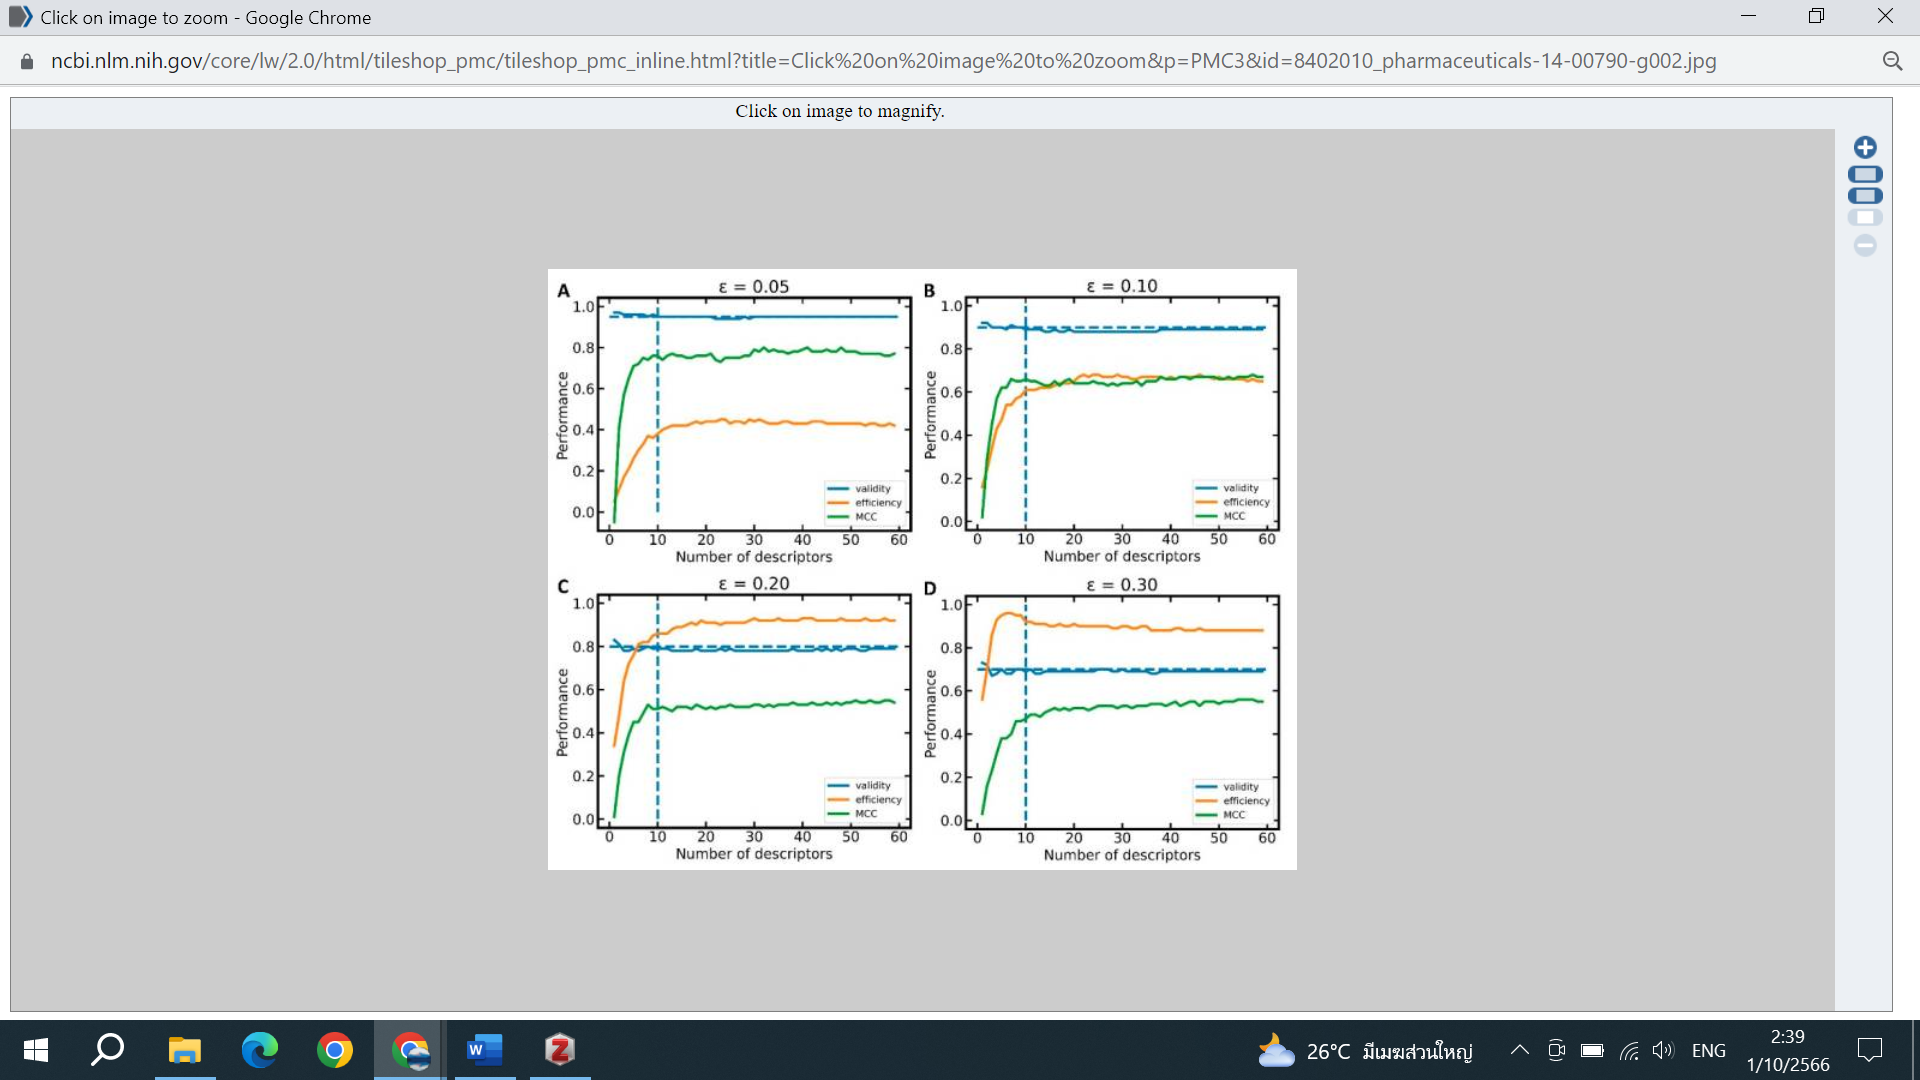 Click on image to zoom - Google Chrome
ncbi.nlm.nih.gov/core/lw/2.0/html/tileshop_pmc/tileshop_pmc_inline.html?title=Click%20on%20image%20to%20zoom&p=PMC3&id=8402010_pharmaceuticals-14-00790-g002.jpg
Click on image to magnify.
A
ε = 0.05
1.0
0.8
0.6
0.4
0.2
0.0
Performance
validity
efficiency
MCC
0 10 20 30 40 50 60
Number of descriptors
B
ε = 0.10
1.0
0.8
0.6
0.4
0.2
0.0
Performance
validity
efficiency
MCC
0 10 20 30 40 50 60
Number of descriptors
C
ε = 0.20
1.0
0.8
0.6
0.4
0.2
0.0
Performance
validity
efficiency
MCC
0 10 20 30 40 50 60
Number of descriptors
D
ε = 0.30
1.0
0.8
0.6
0.4
0.2
0.0
Performance
validity
efficiency
MCC
0 10 20 30 40 50 60
Number of descriptors
W
Z
26°C มีเมฆส่วนใหญ่
ENG
2:39
1/10/2566